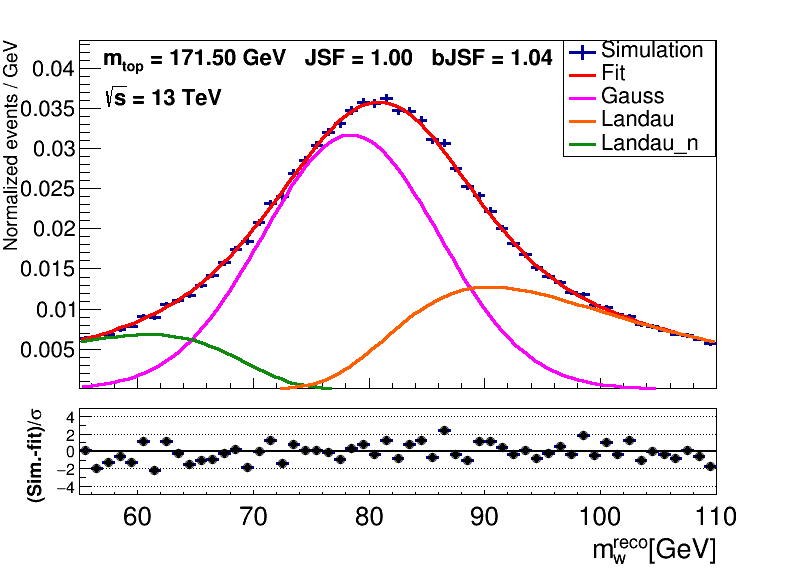 m_top = 171.50 GeV JSF = 1.00 bJSF = 1.04
√s = 13 TeV
Simulation
Fit
Gauss
Landau
Landau_n
Normalized events / GeV
0.04
0.035
0.03
0.025
0.02
0.015
0.01
0.005
(Sim.-fit)/σ
4
2
0
−2
−4
60 70 80 90 100 110
m_w^reco[GeV]